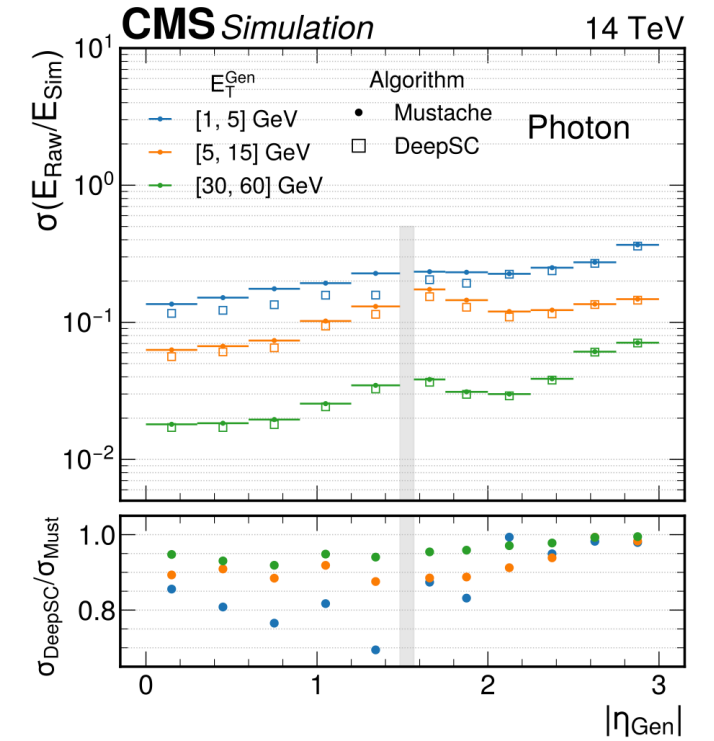 CMS Simulation 14 TeV
σ(E_Raw/E_Sim)
10^1
10^0
10^-1
10^-2
E_T^Gen
[1, 5] GeV
[5, 15] GeV
[30, 60] GeV
Algorithm
Mustache
DeepSC
Photon
σ_DeepSC/σ_Must
1.0
0.8
0 1 2 3
|η_Gen|